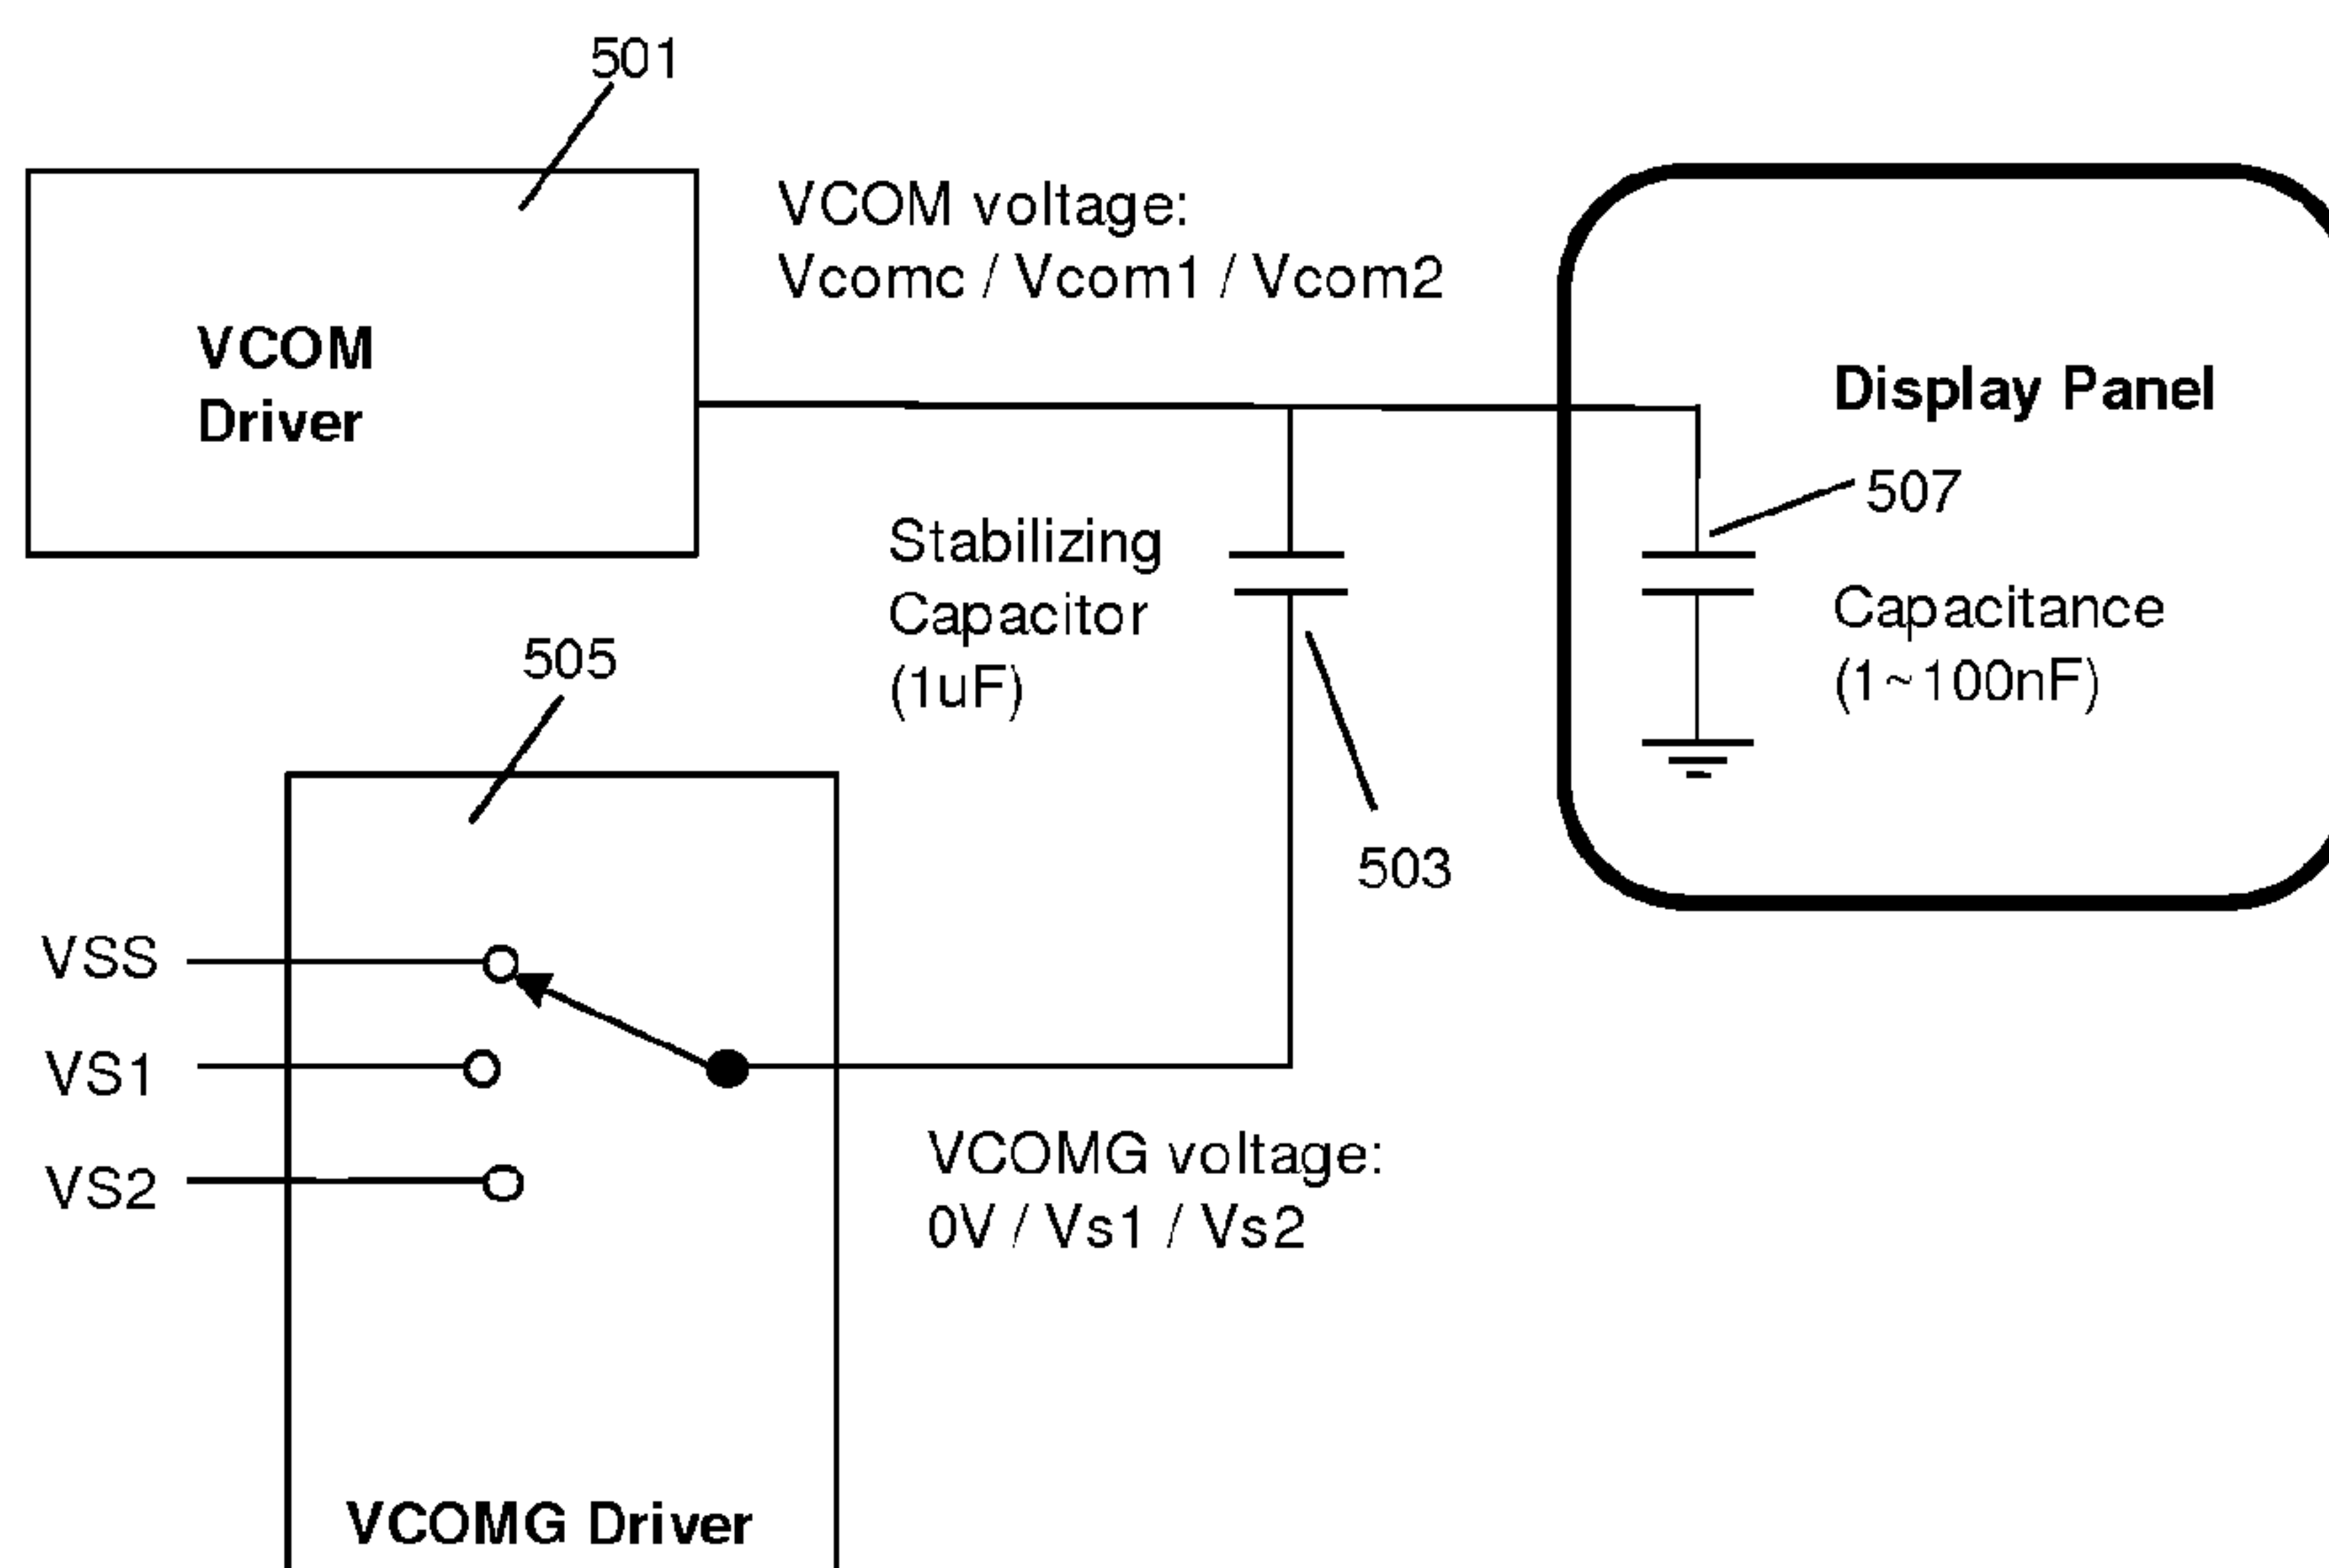 501
VCOM voltage:
Vcomc / Vcom1 / Vcom2
VCOM
Driver
Display Panel
507
Stabilizing
Capacitor
(1uF)
Capacitance
(1~100nF)
505
503
VSS
VS1
VS2
VCOMG voltage:
0V / Vs1 / Vs2
VCOMG Driver